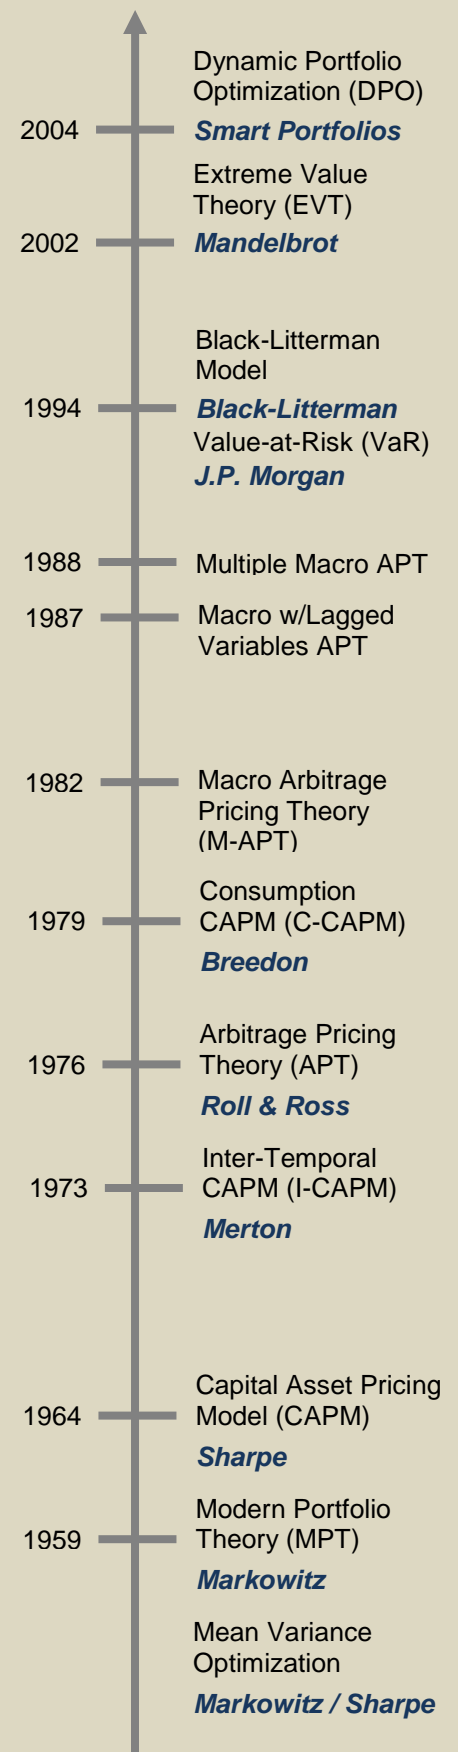 Dynamic Portfolio
Optimization (DPO)
2004
Smart Portfolios
Extreme Value
Theory (EVT)
2002
Mandelbrot
Black-Litterman
Model
1994
Black-Litterman
Value-at-Risk (VaR)
J.P. Morgan
1988
Multiple Macro APT
1987
Macro w/Lagged
Variables APT
1982
Macro Arbitrage
Pricing Theory
(M-APT)
Consumption
1979
CAPM (C-CAPM)
Breedon
Arbitrage Pricing
1976
Theory (APT)
Roll & Ross
Inter-Temporal
1973
CAPM (I-CAPM)
Merton
Capital Asset Pricing
1964
Model (CAPM)
Sharpe
Modern Portfolio
1959
Theory (MPT)
Markowitz
Mean Variance
Optimization
Markowitz / Sharpe